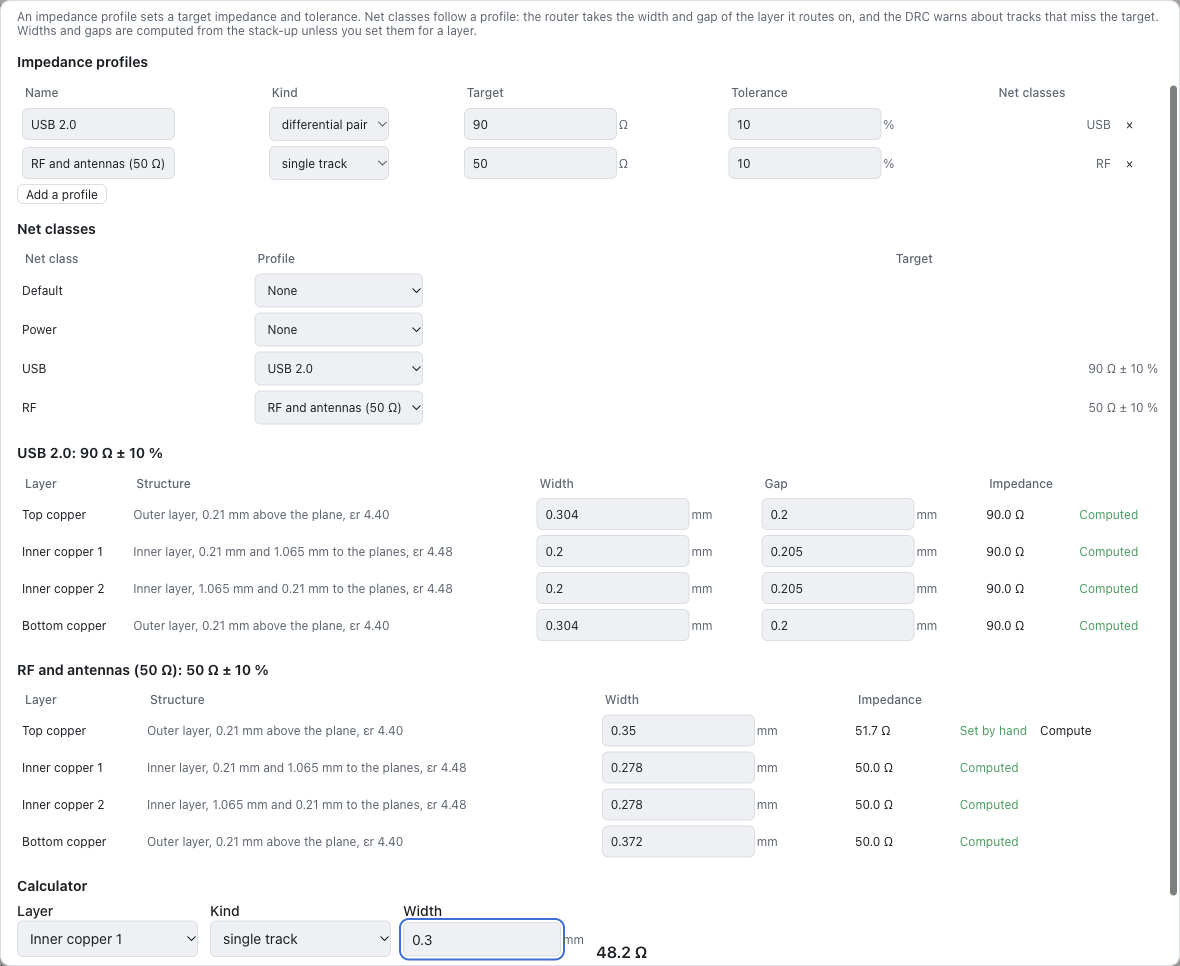 An impedance profile sets a target impedance and tolerance. Net classes follow a profile: the router takes the width and gap of the layer it routes on, and the DRC warns about tracks that miss the target.
Widths and gaps are computed from the stack-up unless you set them for a layer.
Impedance profiles
Name Kind Target Tolerance Net classes
USB 2.0 differential pair 90 Ω 10 % USB ×
RF and antennas (50 Ω) single track 50 Ω 10 % RF ×
Add a profile
Net classes
Net class Profile Target
Default None
Power None
USB USB 2.0 90 Ω ± 10 %
RF RF and antennas (50 Ω) 50 Ω ± 10 %
USB 2.0: 90 Ω ± 10 %
Layer Structure Width Gap Impedance
Top copper Outer layer, 0.21 mm above the plane, εr 4.40 0.304 mm 0.2 mm 90.0 Ω Computed
Inner copper 1 Inner layer, 0.21 mm and 1.065 mm to the planes, εr 4.48 0.2 mm 0.205 mm 90.0 Ω Computed
Inner copper 2 Inner layer, 1.065 mm and 0.21 mm to the planes, εr 4.48 0.2 mm 0.205 mm 90.0 Ω Computed
Bottom copper Outer layer, 0.21 mm above the plane, εr 4.40 0.304 mm 0.2 mm 90.0 Ω Computed
RF and antennas (50 Ω): 50 Ω ± 10 %
Layer Structure Width Impedance
Top copper Outer layer, 0.21 mm above the plane, εr 4.40 0.35 mm 51.7 Ω Set by hand Compute
Inner copper 1 Inner layer, 0.21 mm and 1.065 mm to the planes, εr 4.48 0.278 mm 50.0 Ω Computed
Inner copper 2 Inner layer, 1.065 mm and 0.21 mm to the planes, εr 4.48 0.278 mm 50.0 Ω Computed
Bottom copper Outer layer, 0.21 mm above the plane, εr 4.40 0.372 mm 50.0 Ω Computed
Calculator
Layer Kind Width
Inner copper 1 single track 0.3 mm 48.2 Ω